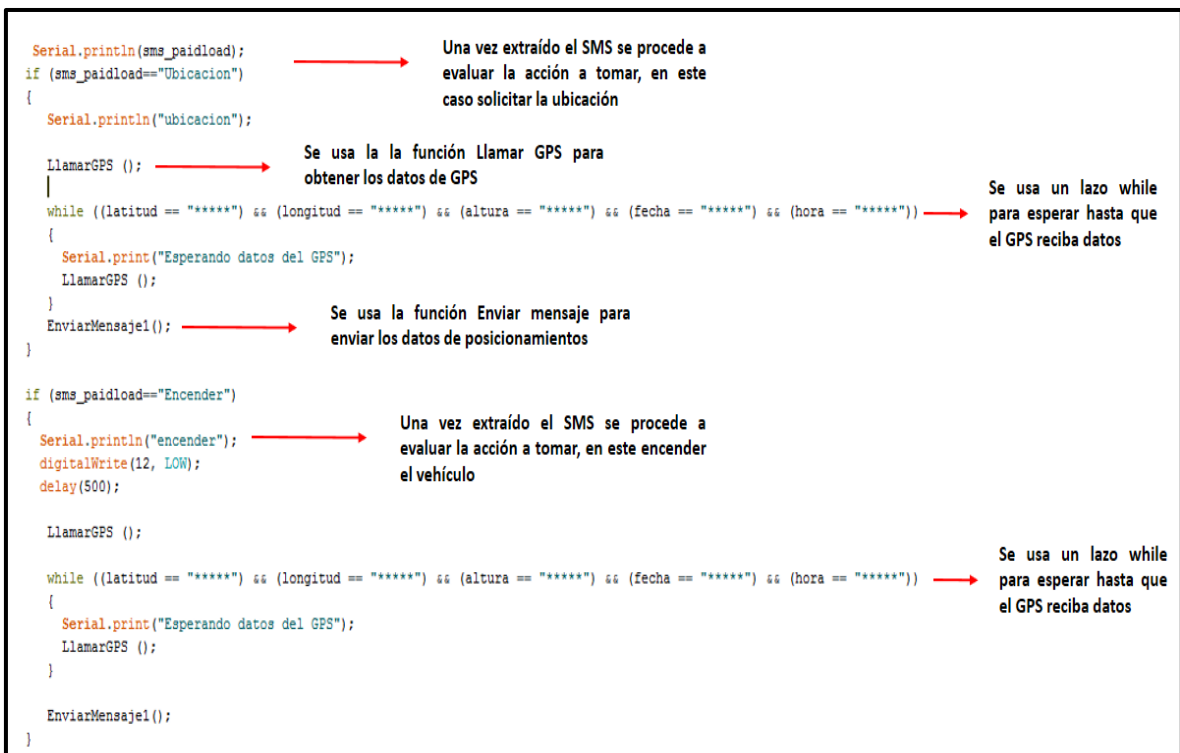 Serial.println(sms_paidload);
if (sms_paidload=="Ubicacion")
{
Serial.println("ubicacion");
Una vez extraído el SMS se procede a
evaluar la acción a tomar, en este
caso solicitar la ubicación
LlamarGPS ();
Se usa la la función Llamar GPS para
obtener los datos de GPS
while ((latitud == "*****") && (longitud == "*****") && (altura == "*****") && (fecha == "*****") && (hora == "*****"))
Se usa un lazo while
para esperar hasta que
el GPS reciba datos
{
Serial.print("Esperando datos del GPS");
LlamarGPS ();
}
EnviarMensaje1();
Se usa la función Enviar mensaje para
enviar los datos de posicionamientos
}
if (sms_paidload=="Encender")
{
Serial.println("encender");
digitalWrite(12, LOW);
delay(500);
Una vez extraído el SMS se procede a
evaluar la acción a tomar, en este encender
el vehículo
LlamarGPS ();
while ((latitud == "*****") && (longitud == "*****") && (altura == "*****") && (fecha == "*****") && (hora == "*****"))
Se usa un lazo while
para esperar hasta que
el GPS reciba datos
{
Serial.print("Esperando datos del GPS");
LlamarGPS ();
}
EnviarMensaje1();
}